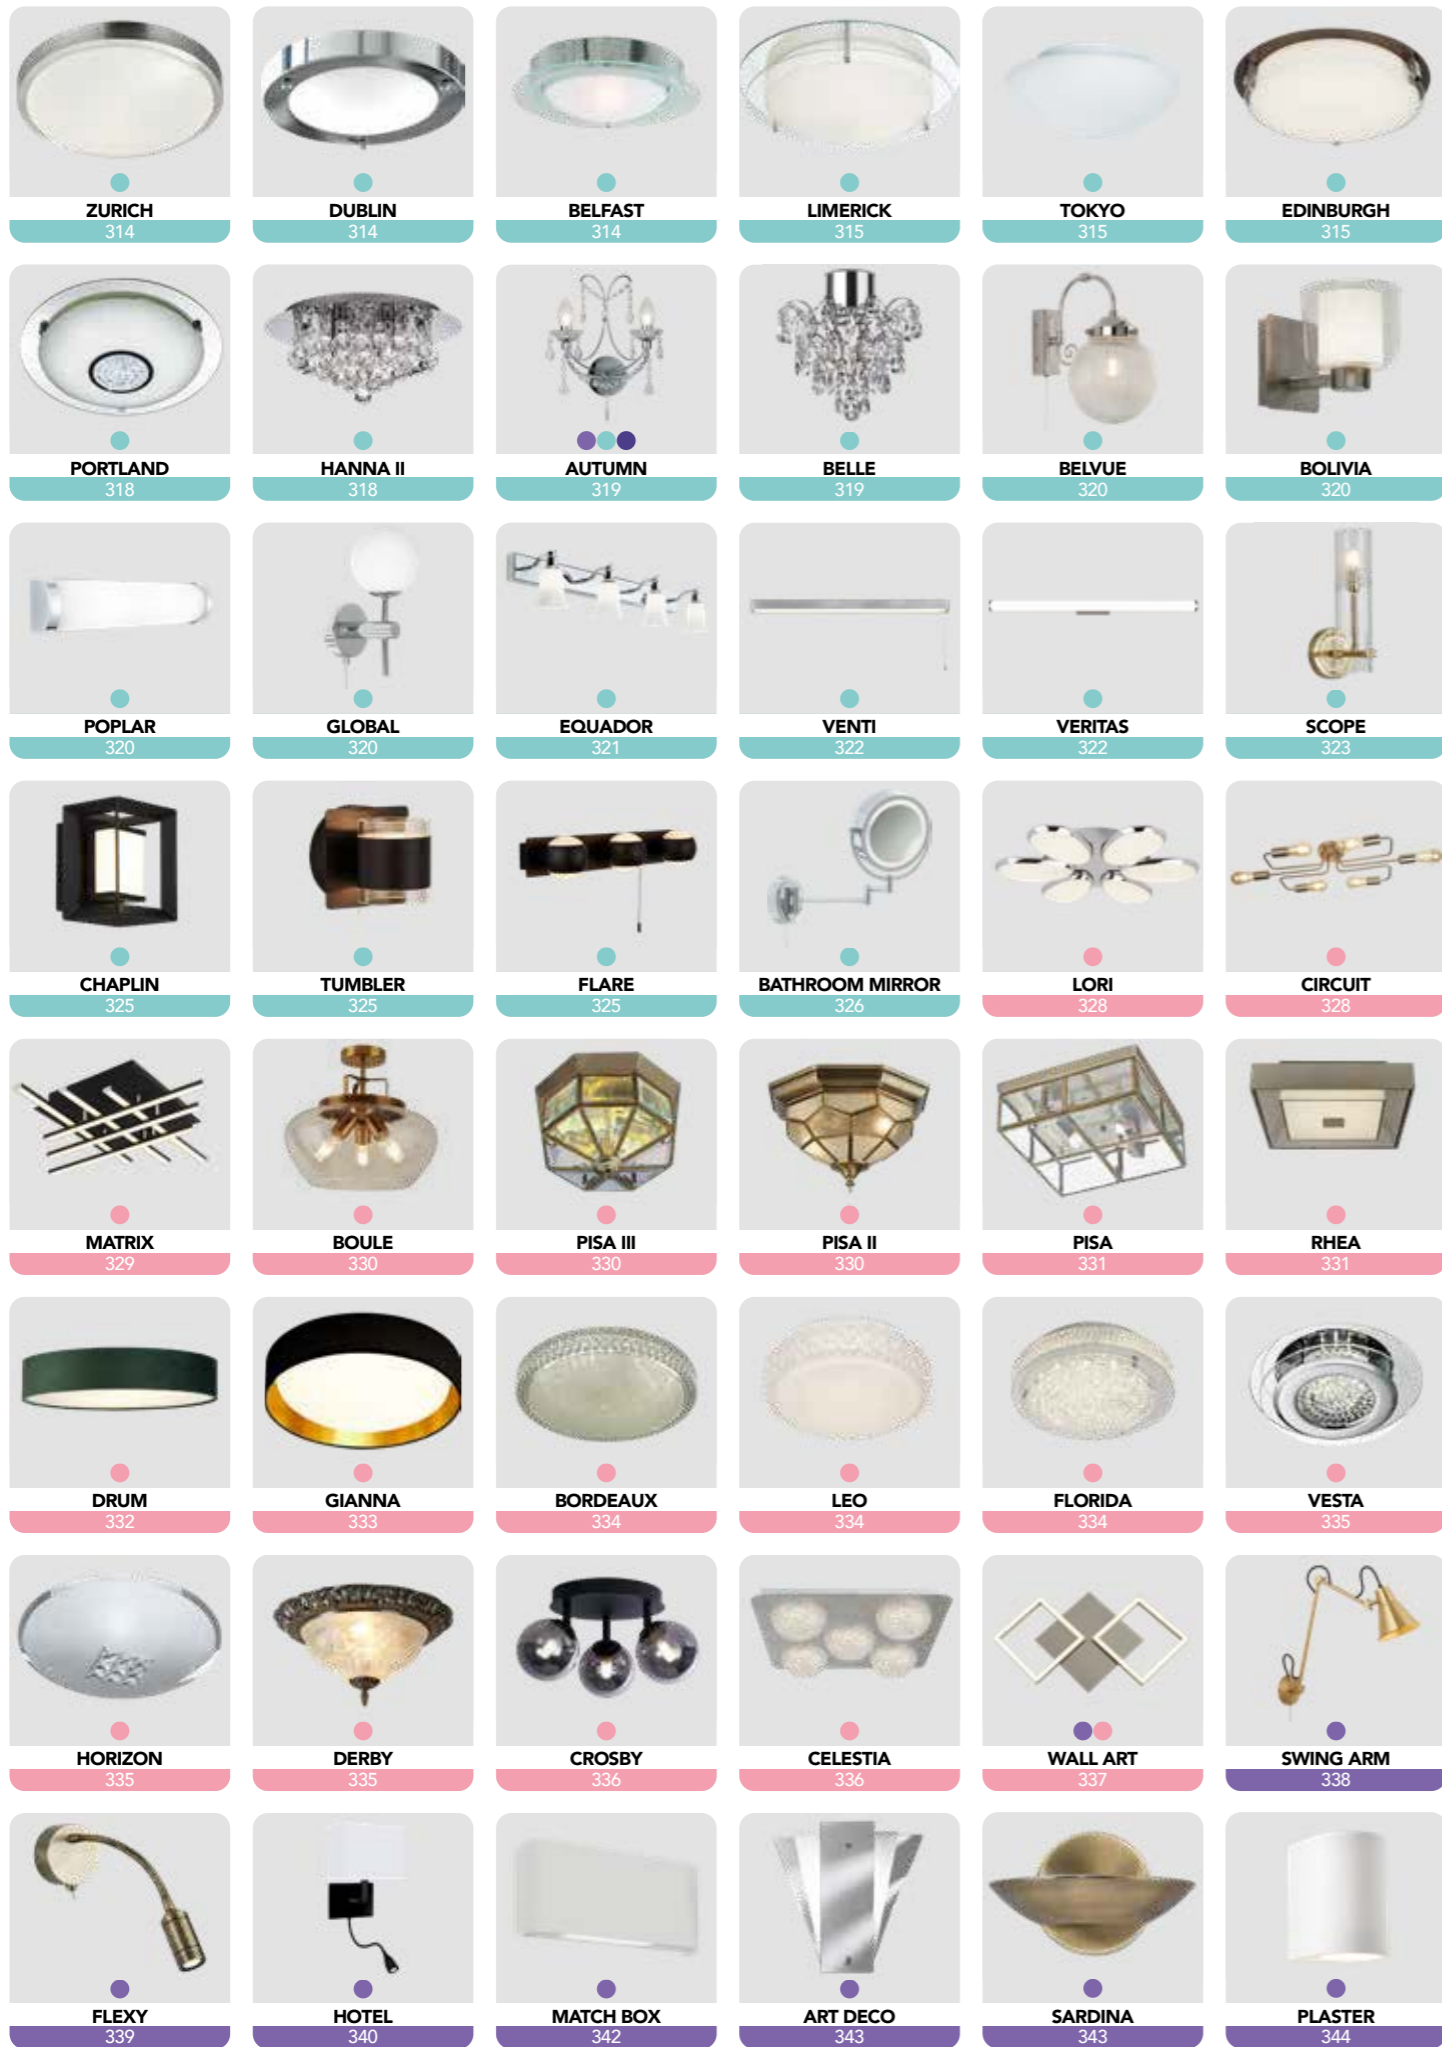 ZURICH
314
DUBLIN
314
BELFAST
314
LIMERICK
315
TOKYO
315
EDINBURGH
315
PORTLAND
318
HANNA II
318
AUTUMN
319
BELLE
319
BELVUE
320
BOLIVIA
320
POPLAR
320
GLOBAL
320
EQUADOR
321
VENTI
322
VERITAS
322
SCOPE
323
CHAPLIN
325
TUMBLER
325
FLARE
325
BATHROOM MIRROR
326
LORI
328
CIRCUIT
328
MATRIX
329
BOULE
330
PISA III
330
PISA II
330
PISA
331
RHEA
331
DRUM
332
GIANNA
333
BORDEAUX
334
LEO
334
FLORIDA
334
VESTA
335
HORIZON
335
DERBY
335
CROSBY
336
CELESTIA
336
WALL ART
337
SWING ARM
338
FLEXY
339
HOTEL
340
MATCH BOX
342
ART DECO
343
SARDINA
343
PLASTER
344